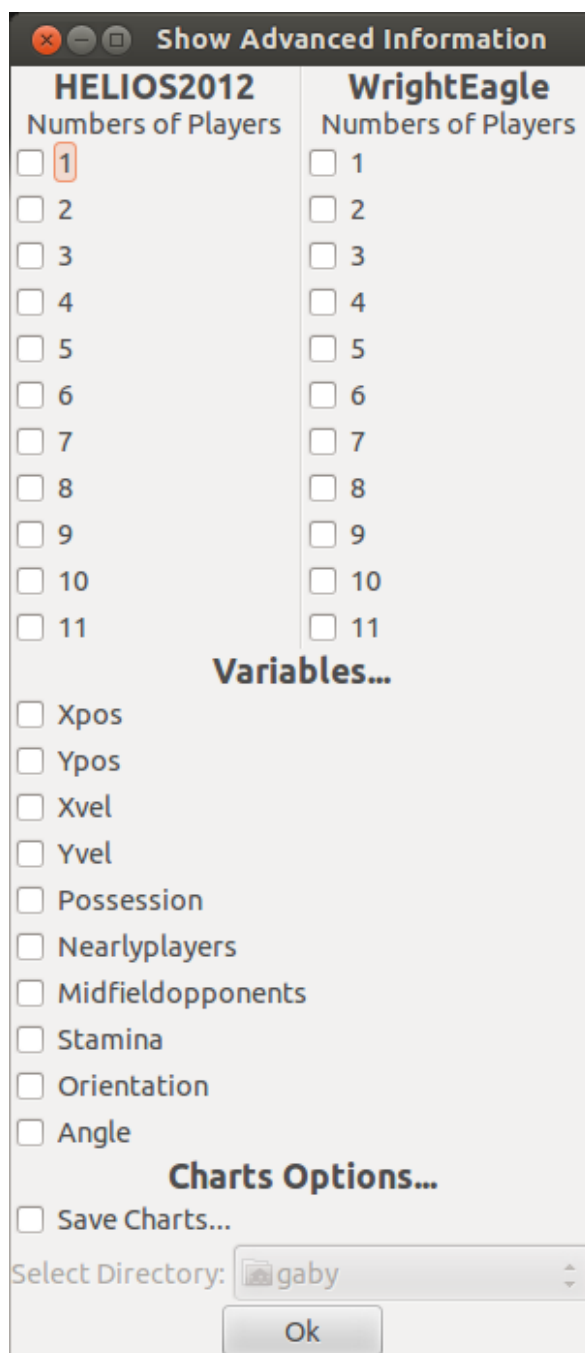 Show Advanced Information
HELIOS2012 WrightEagle
Numbers of Players Numbers of Players
1 1
2 2
3 3
4 4
5 5
6 6
7 7
8 8
9 9
10 10
11 11
Variables...
Xpos
Ypos
Xvel
Yvel
Possession
Nearlyplayers
Midfieldopponents
Stamina
Orientation
Angle
Charts Options...
Save Charts...
Select Directory: gaby
Ok